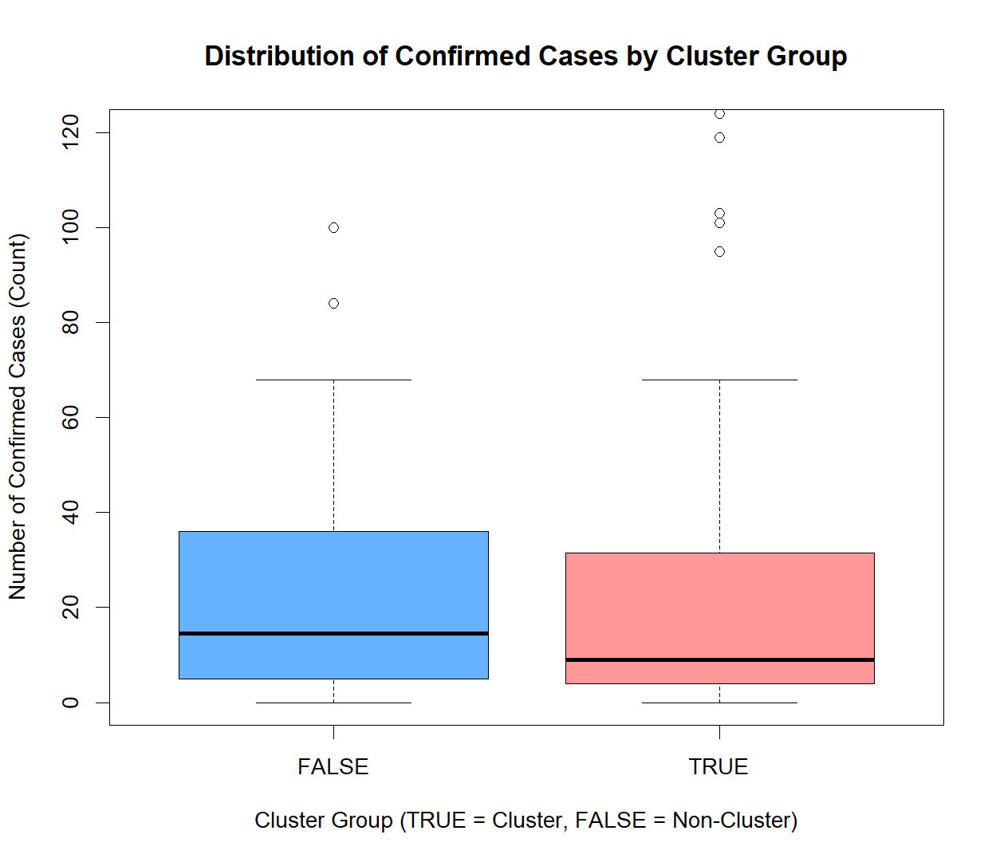 Distribution of Confirmed Cases by Cluster Group
Number of Confirmed Cases (Count)
120
100
80
60
40
20
0
FALSE
TRUE
Cluster Group (TRUE = Cluster, FALSE = Non-Cluster)